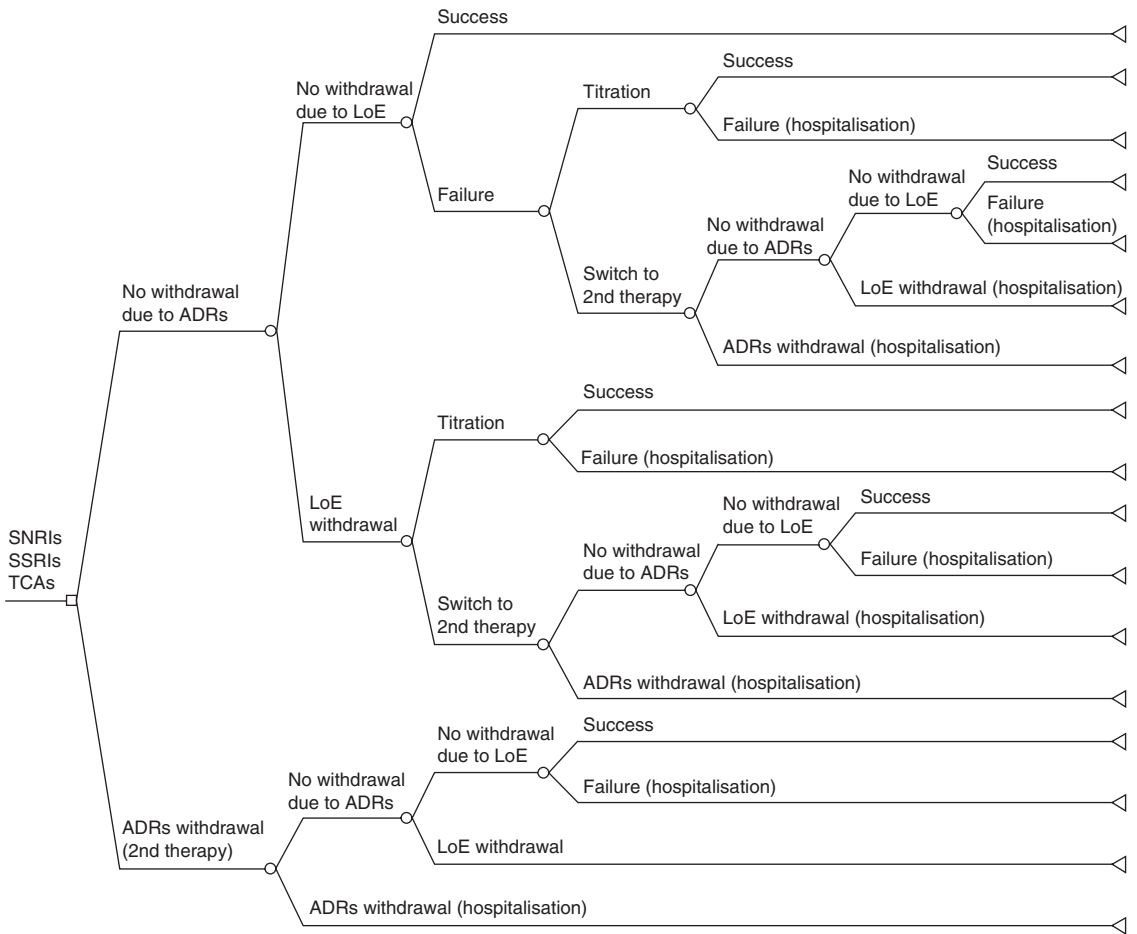 Success
No withdrawal
due to LoE
Success
Titration
Failure (hospitalisation)
Success
No withdrawal
due to LoE
Failure
Failure
(hospitalisation)
No withdrawal
due to ADRs
Switch to
2nd therapy
LoE withdrawal (hospitalisation)
No withdrawal
due to ADRs
ADRs withdrawal (hospitalisation)
Success
Titration
Failure (hospitalisation)
LoE
withdrawal
Success
No withdrawal
due to LoE
SNRIs
SSRIs
TCAs
No withdrawal
due to ADRs
Failure (hospitalisation)
Switch to
2nd therapy
LoE withdrawal (hospitalisation)
ADRs withdrawal (hospitalisation)
Success
No withdrawal
due to LoE
No withdrawal
due to ADRs
Failure (hospitalisation)
ADRs withdrawal
(2nd therapy)
LoE withdrawal
ADRs withdrawal (hospitalisation)